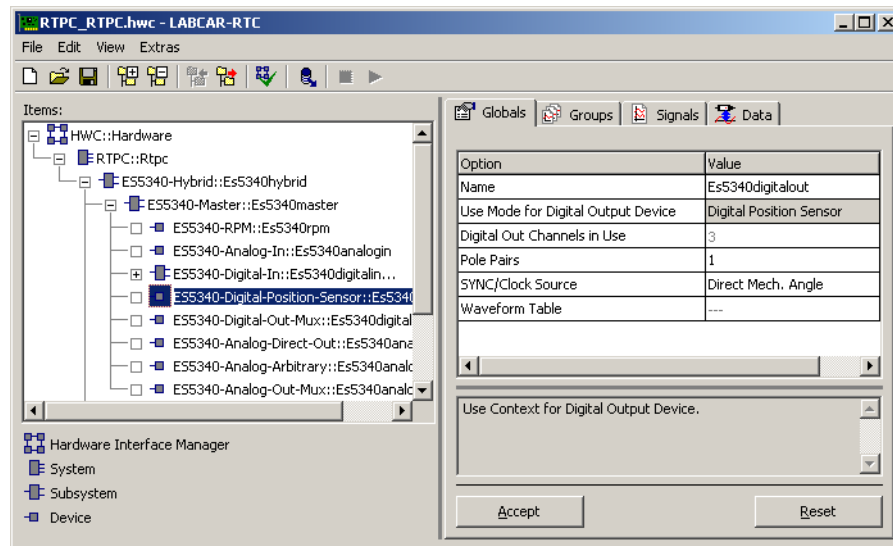 RTPC_RTPC.hwc - LABCAR-RTC
File Edit View Extras
Items:
HWC::Hardware
RTPC::Rtpc
ES5340-Hybrid::Es5340hybrid
ES5340-Master::Es5340master
ES5340-RPM::Es5340rpm
ES5340-Analog-In::Es5340analogin
ES5340-Digital-In::Es5340digitalin...
ES5340-Digital-Position-Sensor::Es5340
ES5340-Digital-Out-Mux::Es5340digital
ES5340-Analog-Direct-Out::Es5340ana
ES5340-Analog-Arbitrary::Es5340analo
ES5340-Analog-Out-Mux::Es5340analo
Hardware Interface Manager
System
Subsystem
Device
Globals Groups Signals Data
Option Value
Name Es5340digitalout
Use Mode for Digital Output Device Digital Position Sensor
Digital Out Channels in Use 3
Pole Pairs 1
SYNC/Clock Source Direct Mech. Angle
Waveform Table ---
Use Context for Digital Output Device.
Accept Reset